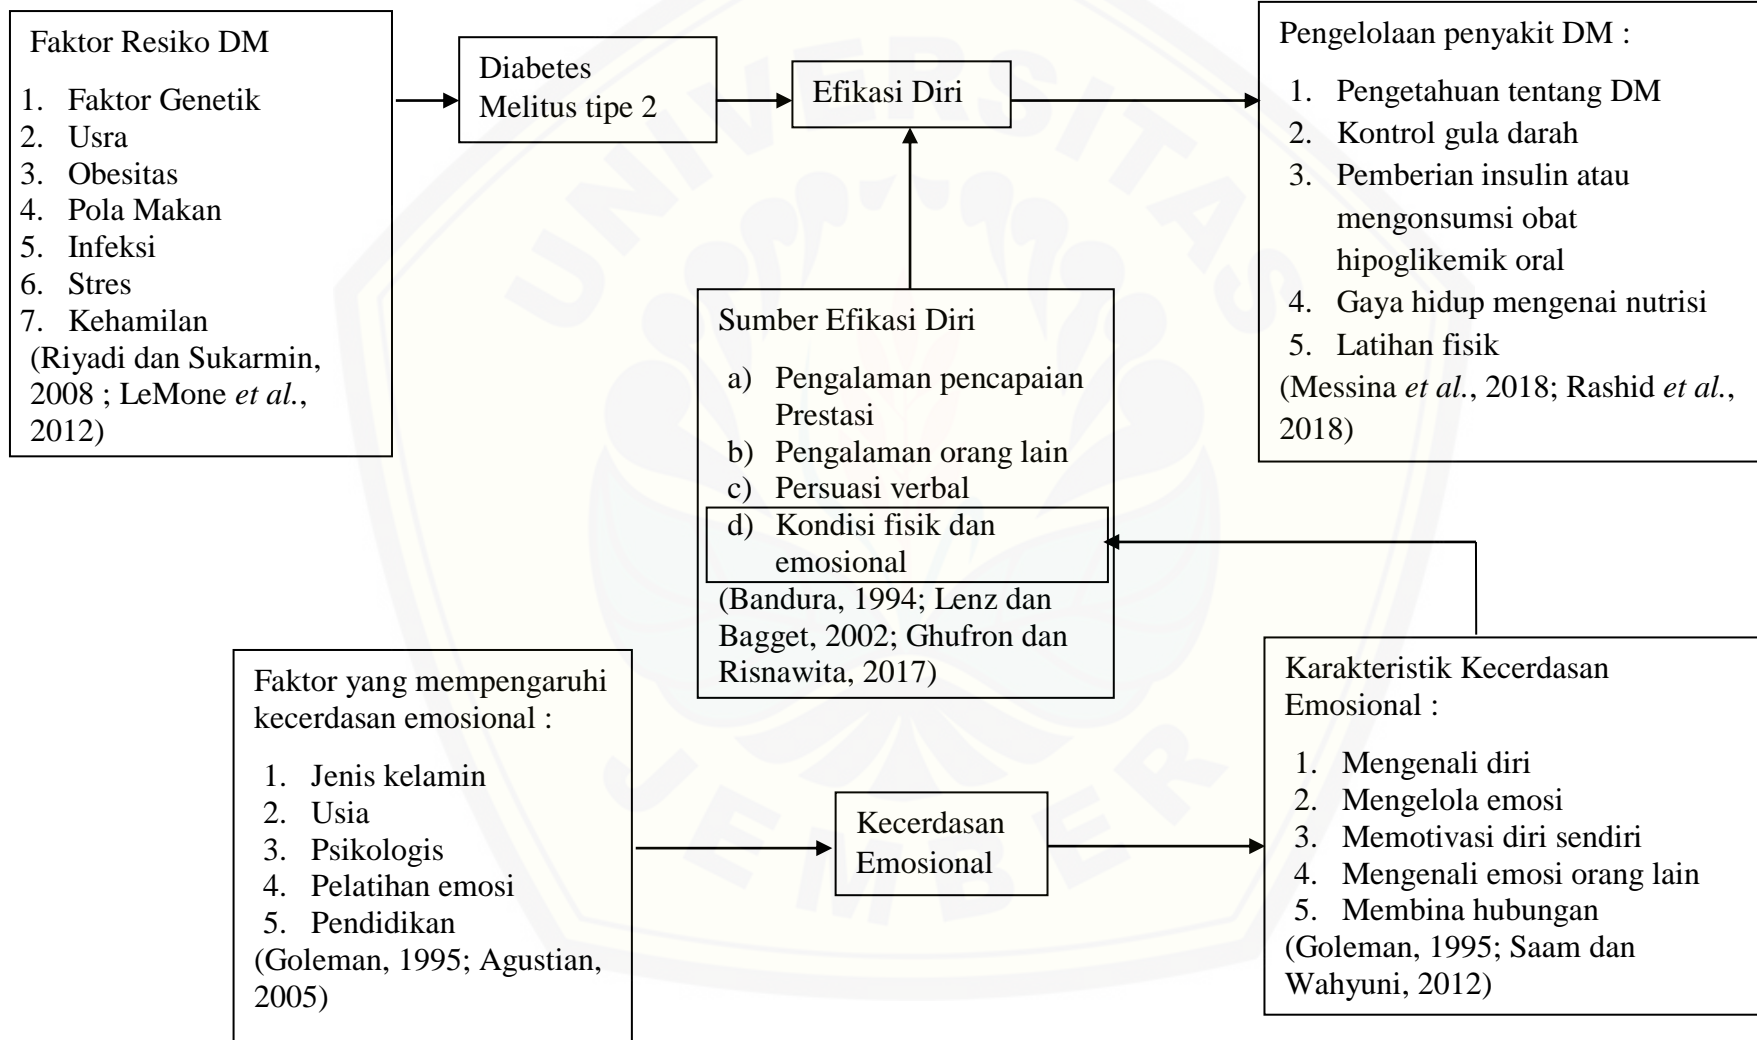 Faktor Resiko DM
1. Faktor Genetik
2. Usra
3. Obesitas
4. Pola Makan
5. Infeksi
6. Stres
7. Kehamilan
(Riyadi dan Sukarmin,
2008 ; LeMone et al.,
2012)
Diabetes
Melitus tipe 2
Efikasi Diri
Pengelolaan penyakit DM :
1. Pengetahuan tentang DM
2. Kontrol gula darah
3. Pemberian insulin atau
mengonsumsi obat
hipoglikemik oral
4. Gaya hidup mengenai nutrisi
5. Latihan fisik
(Messina et al., 2018; Rashid et al.,
2018)
Sumber Efikasi Diri
a) Pengalaman pencapaian
Prestasi
b) Pengalaman orang lain
c) Persuasi verbal
d) Kondisi fisik dan
emosional
(Bandura, 1994; Lenz dan
Bagget, 2002; Ghufron dan
Risnawita, 2017)
Faktor yang mempengaruhi
kecerdasan emosional :
1. Jenis kelamin
2. Usia
3. Psikologis
4. Pelatihan emosi
5. Pendidikan
(Goleman, 1995; Agustian,
2005)
Kecerdasan
Emosional
Karakteristik Kecerdasan
Emosional :
1. Mengenali diri
2. Mengelola emosi
3. Memotivasi diri sendiri
4. Mengenali emosi orang lain
5. Membina hubungan
(Goleman, 1995; Saam dan
Wahyuni, 2012)
UNIVERSITAS
JEMBER